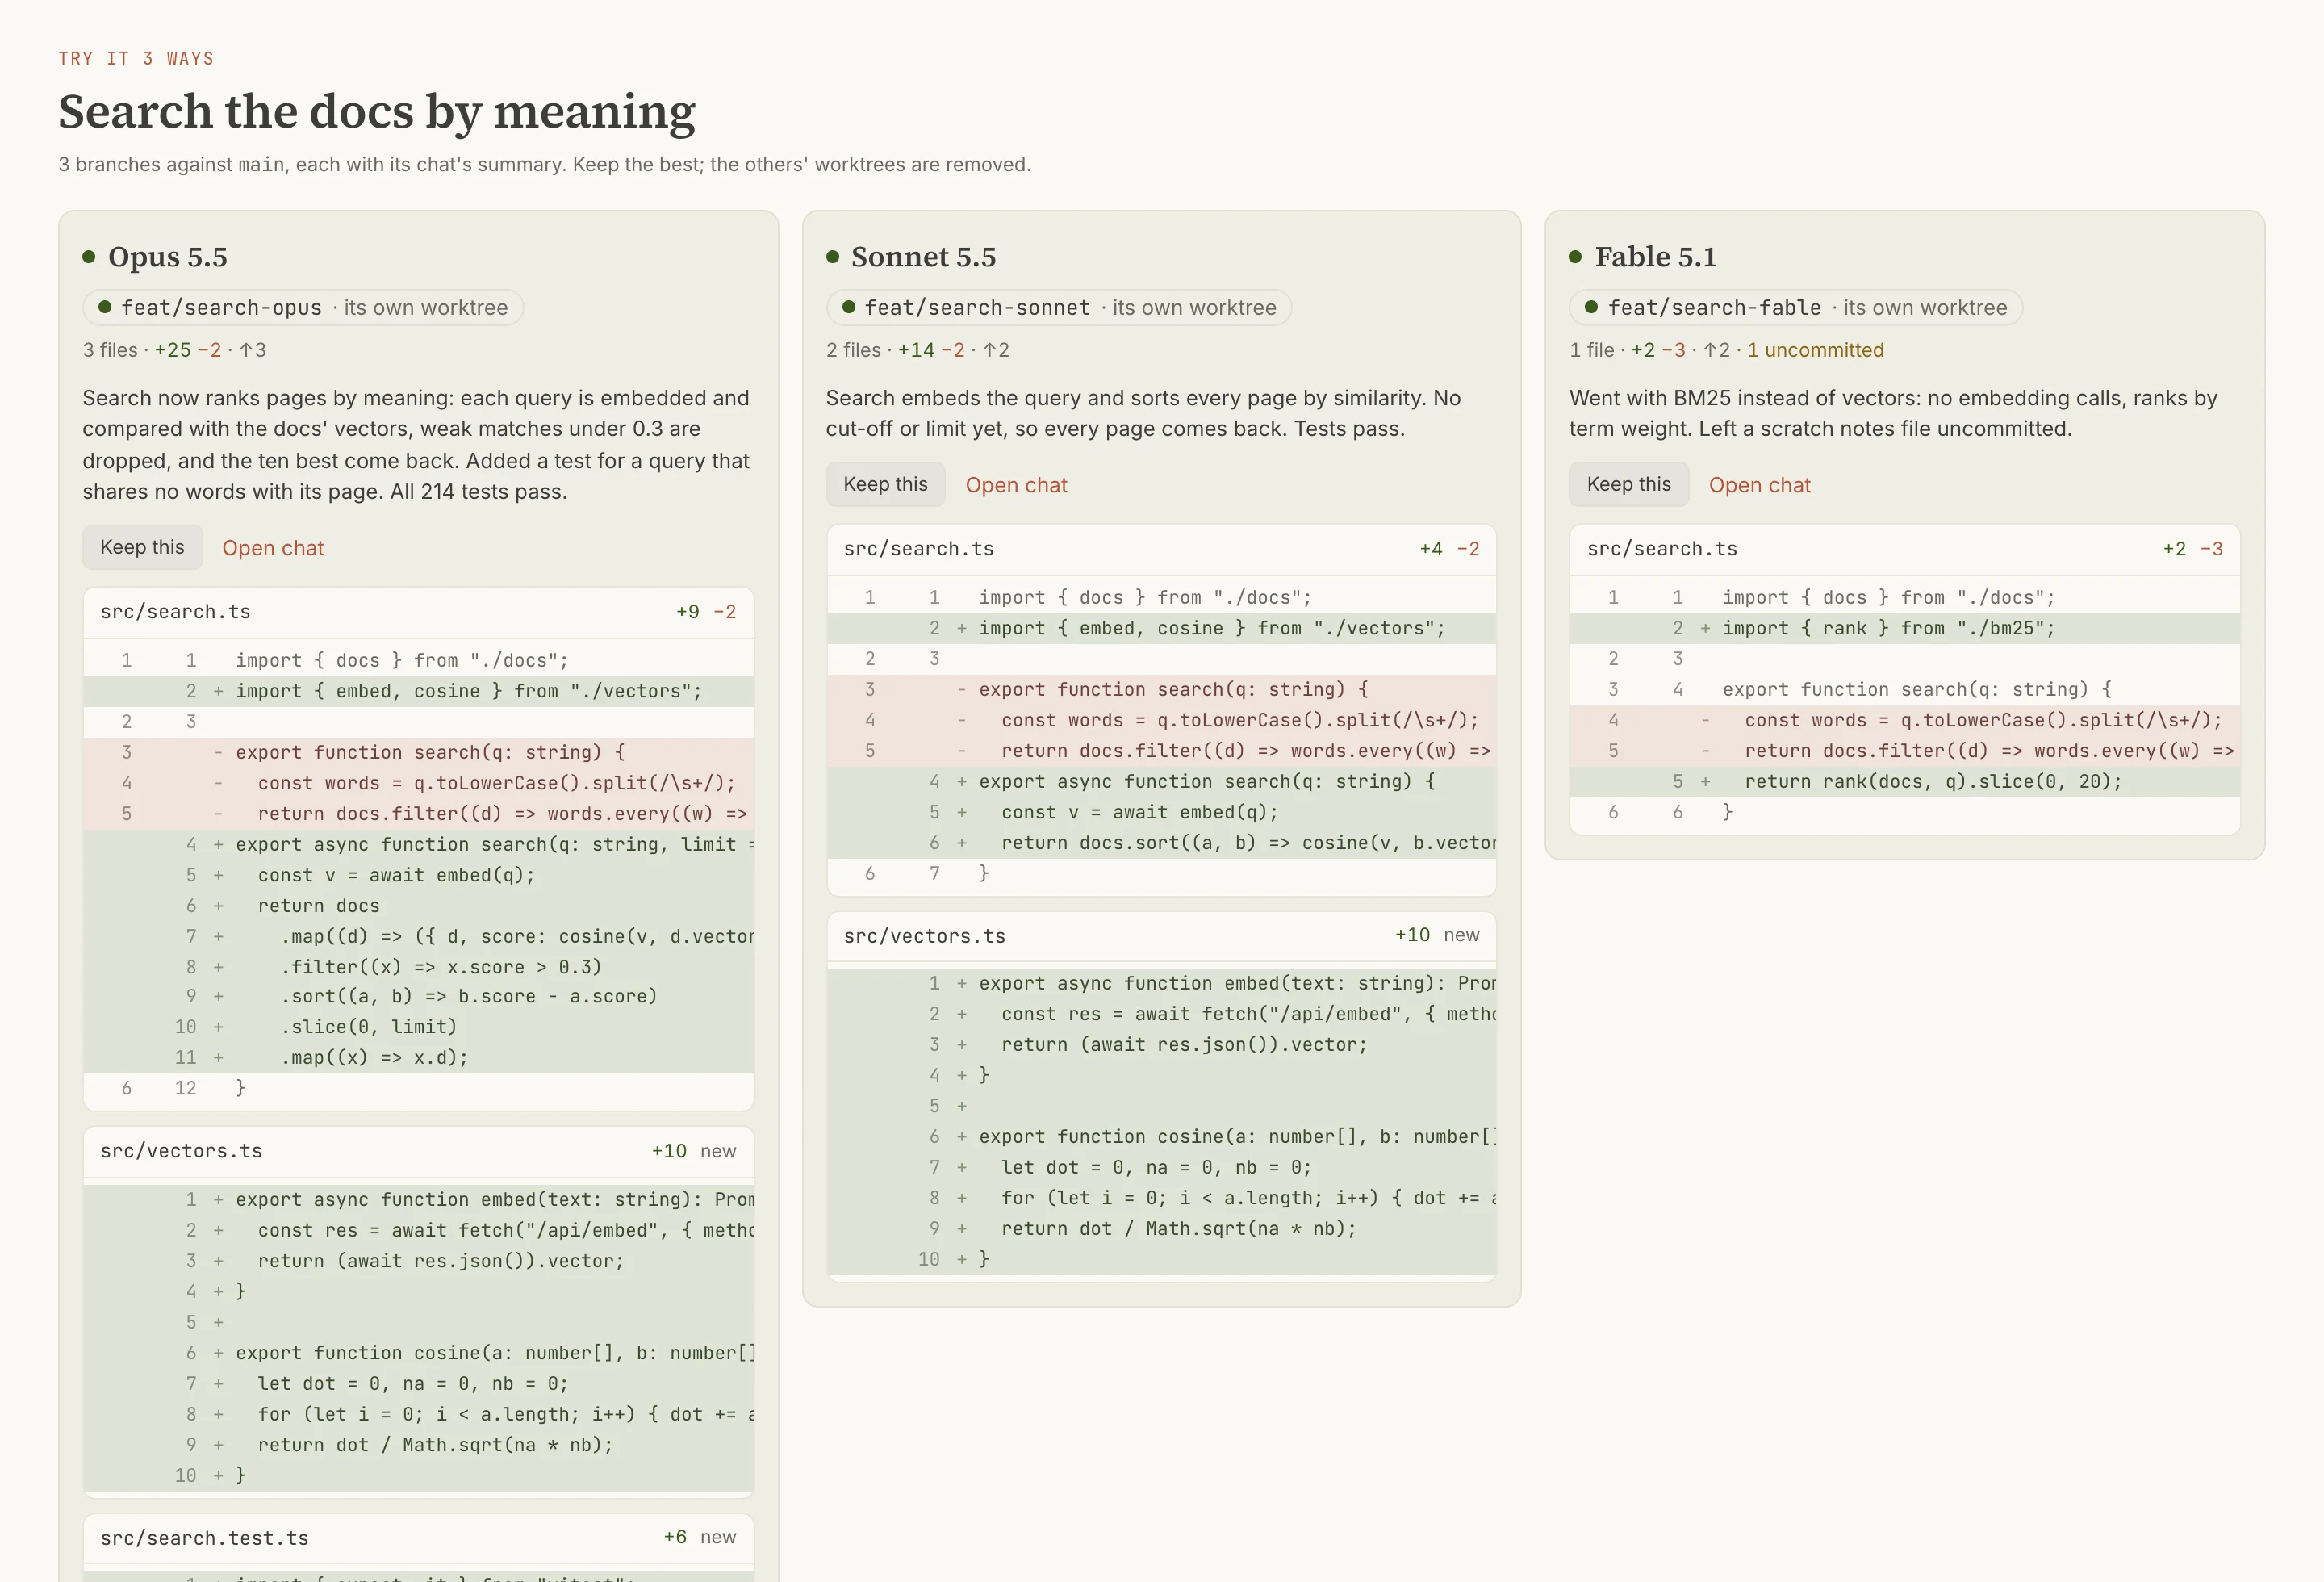 TRY IT 3 WAYS
Search the docs by meaning
3 branches against main, each with its chat's summary. Keep the best; the others' worktrees are removed.
Opus 5.5
feat/search-opus · its own worktree
3 files · +25 −2 · ↑3
Search now ranks pages by meaning: each query is embedded and
compared with the docs' vectors, weak matches under 0.3 are
dropped, and the ten best come back. Added a test for a query that
shares no words with its page. All 214 tests pass.
Keep this Open chat
src/search.ts +9 −2
1 1 import { docs } from "./docs";
2 + import { embed, cosine } from "./vectors";
2 3
3 - export function search(q: string) {
4 - const words = q.toLowerCase().split(/\s+/);
5 - return docs.filter((d) => words.every((w) =>
4 + export async function search(q: string, limit =
5 + const v = await embed(q);
6 + return docs
7 + .map((d) => ({ d, score: cosine(v, d.vector
8 + .filter((x) => x.score > 0.3)
9 + .sort((a, b) => b.score - a.score)
10 + .slice(0, limit)
11 + .map((x) => x.d);
6 12 }
src/vectors.ts +10 new
1 + export async function embed(text: string): Prom
2 + const res = await fetch("/api/embed", { metho
3 + return (await res.json()).vector;
4 + }
5 +
6 + export function cosine(a: number[], b: number[]
7 + let dot = 0, na = 0, nb = 0;
8 + for (let i = 0; i < a.length; i++) { dot += a
9 + return dot / Math.sqrt(na * nb);
10 + }
src/search.test.ts +6 new
Sonnet 5.5
feat/search-sonnet · its own worktree
2 files · +14 −2 · ↑2
Search embeds the query and sorts every page by similarity. No
cut-off or limit yet, so every page comes back. Tests pass.
Keep this Open chat
src/search.ts +4 −2
1 1 import { docs } from "./docs";
2 + import { embed, cosine } from "./vectors";
2 3
3 - export function search(q: string) {
4 - const words = q.toLowerCase().split(/\s+/);
5 - return docs.filter((d) => words.every((w) =>
4 + export async function search(q: string) {
5 + const v = await embed(q);
6 + return docs.sort((a, b) => cosine(v, b.vector
6 7 }
src/vectors.ts +10 new
1 + export async function embed(text: string): Prom
2 + const res = await fetch("/api/embed", { metho
3 + return (await res.json()).vector;
4 + }
5 +
6 + export function cosine(a: number[], b: number[]
7 + let dot = 0, na = 0, nb = 0;
8 + for (let i = 0; i < a.length; i++) { dot += a
9 + return dot / Math.sqrt(na * nb);
10 + }
Fable 5.1
feat/search-fable · its own worktree
1 file · +2 −3 · ↑2 · 1 uncommitted
Went with BM25 instead of vectors: no embedding calls, ranks by
term weight. Left a scratch notes file uncommitted.
Keep this Open chat
src/search.ts +2 −3
1 1 import { docs } from "./docs";
2 + import { rank } from "./bm25";
2 3
3 4 export function search(q: string) {
4 - const words = q.toLowerCase().split(/\s+/);
5 - return docs.filter((d) => words.every((w) =>
5 + return rank(docs, q).slice(0, 20);
6 6 }